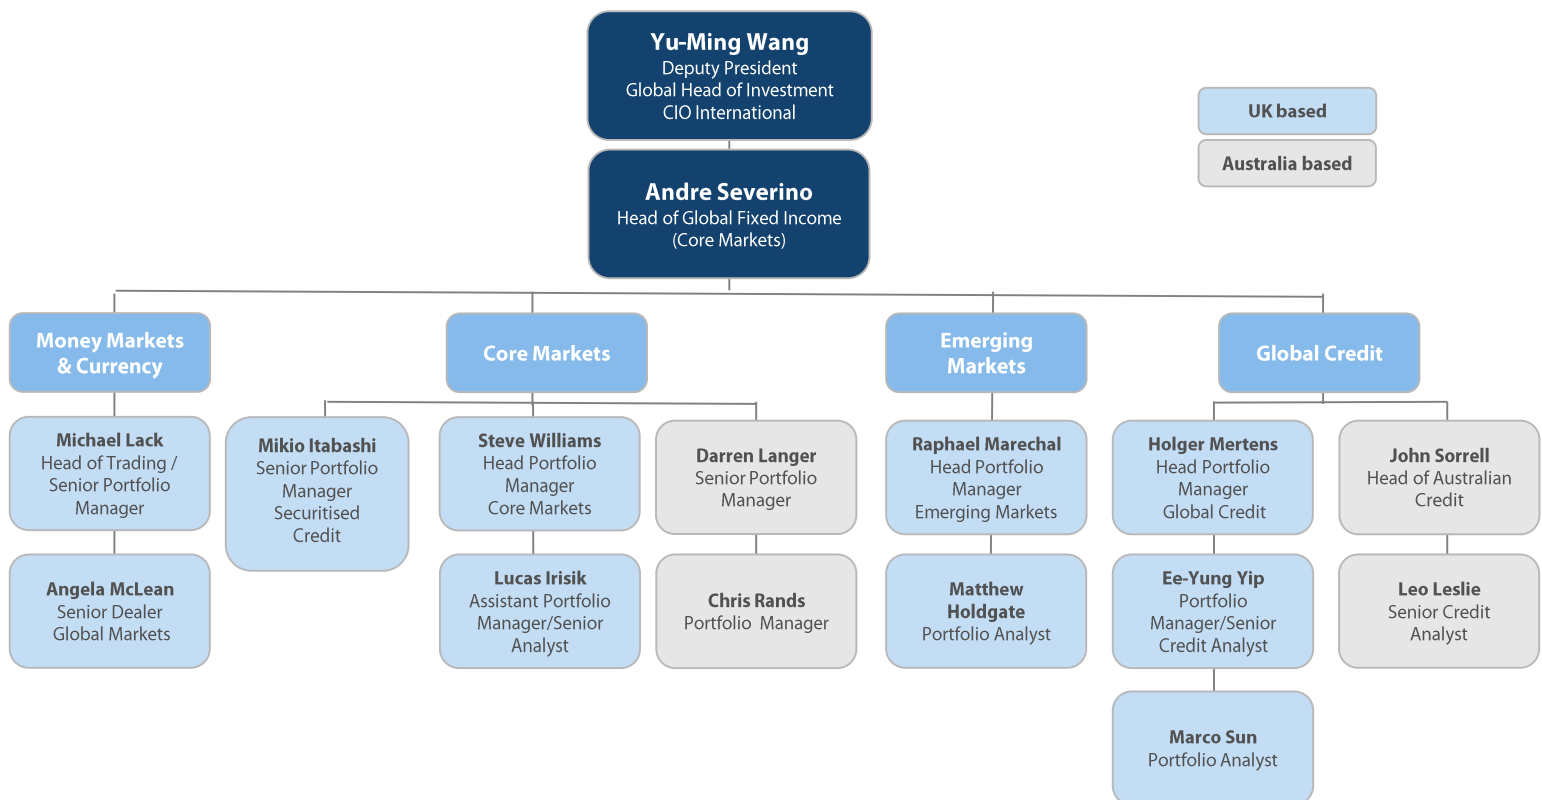 Yu-Ming Wang
Deputy President
Global Head of Investment
CIO International
UK based
Australia based
Andre Severino
Head of Global Fixed Income
(Core Markets)
Money Markets
& Currency
Core Markets
Emerging
Markets
Global Credit
Michael Lack
Head of Trading /
Senior Portfolio
Manager
Mikio Itabashi
Senior Portfolio
Manager
Securitised
Credit
Steve Williams
Head Portfolio
Manager
Core Markets
Darren Langer
Senior Portfolio
Manager
Raphael Marechal
Head Portfolio
Manager
Emerging Markets
Holger Mertens
Head Portfolio
Manager
Global Credit
John Sorrell
Head of Australian
Credit
Angela McLean
Senior Dealer
Global Markets
Lucas Irisik
Assistant Portfolio
Manager/Senior
Analyst
Chris Rands
Portfolio  Manager
Matthew
Holdgate
Portfolio Analyst
Ee-Yung Yip
Portfolio
Manager/Senior
Credit Analyst
Leo Leslie
Senior Credit
Analyst
Marco Sun
Portfolio Analyst